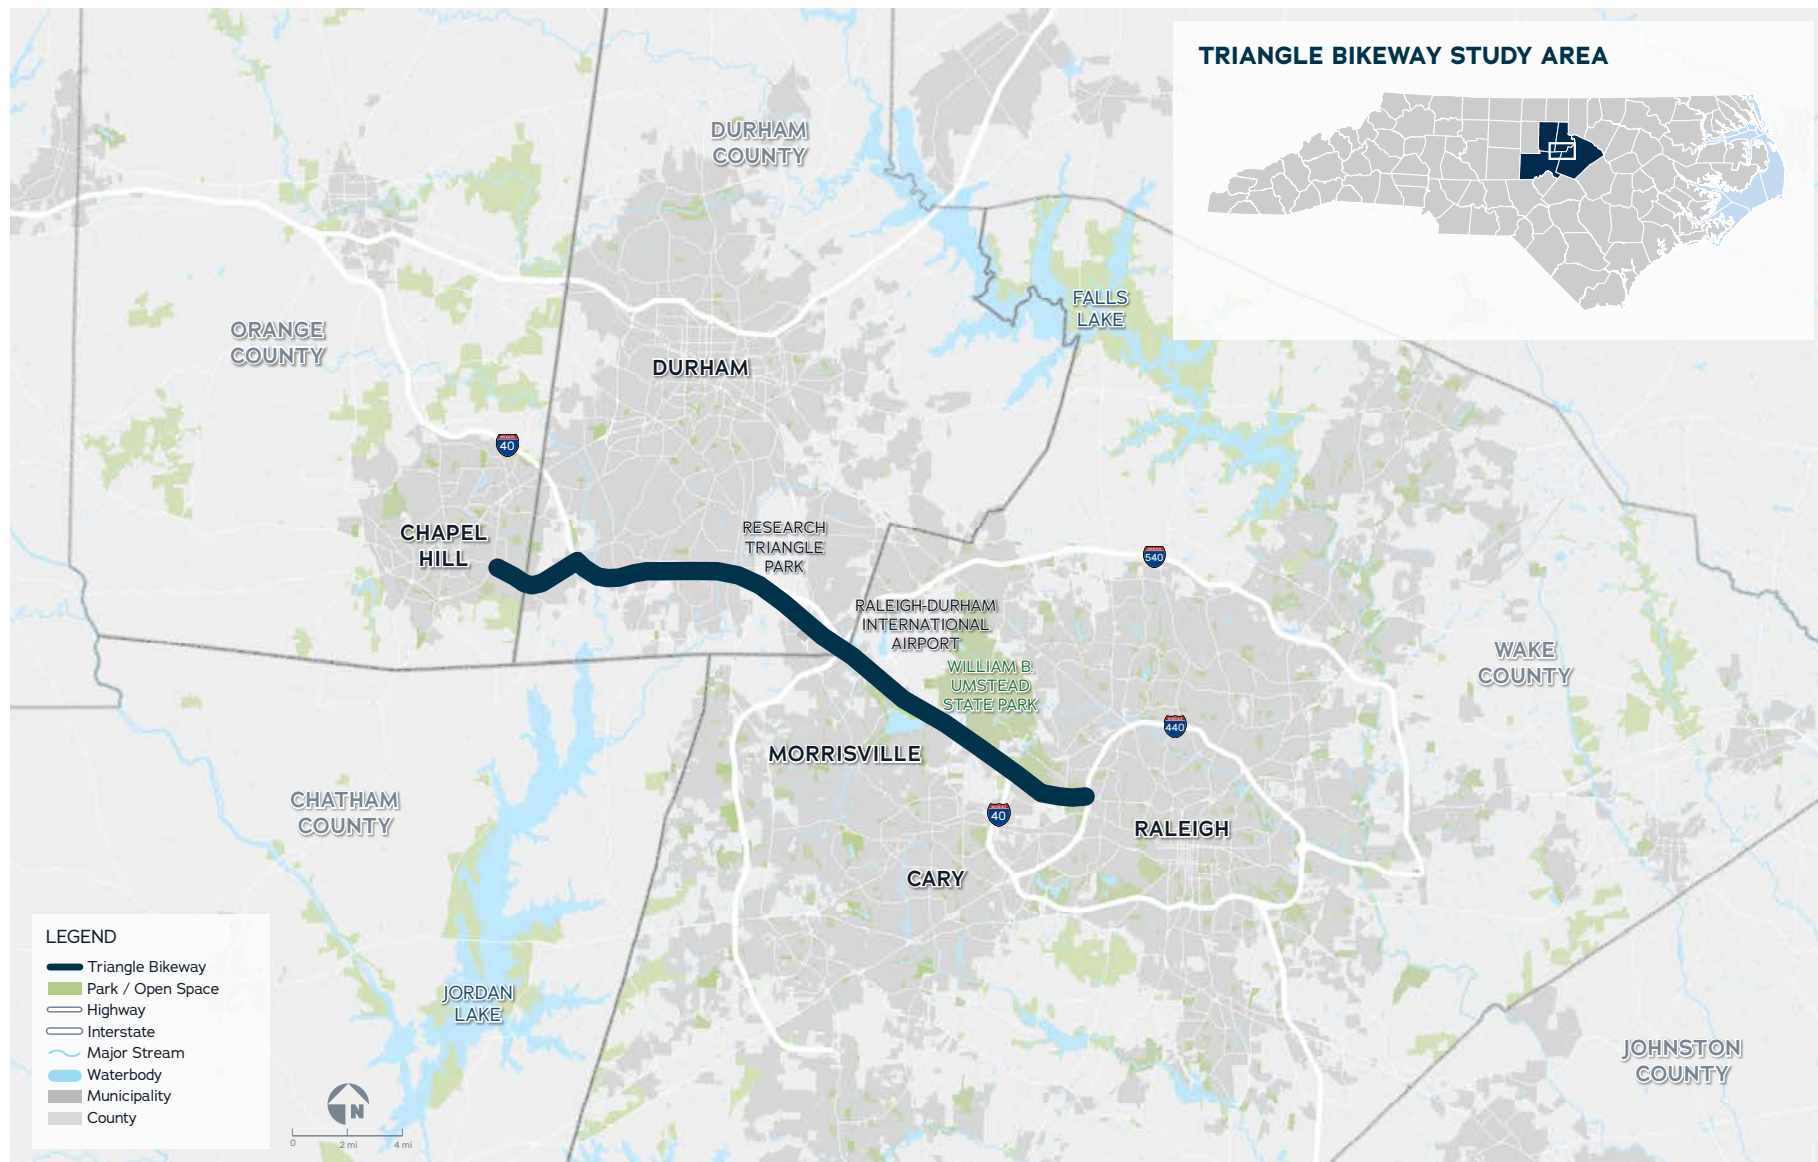 TRIANGLE BIKEWAY STUDY AREA
DURHAM
COUNTY
FALLS
LAKE
ORANGE
COUNTY
DURHAM
40
CHAPEL
HILL
RESEARCH
TRIANGLE
PARK
540
RALEIGH-DURHAM
INTERNATIONAL
AIRPORT
WILLIAM B.
UMSTEAD
STATE PARK
WAKE
COUNTY
440
MORRISVILLE
CHATHAM
COUNTY
40
RALEIGH
CARY
JORDAN
LAKE
JOHNSTON
COUNTY
LEGEND
Triangle Bikeway
Park / Open Space
Highway
Interstate
Major Stream
Waterbody
Municipality
County
N
0 2 mi 4 mi